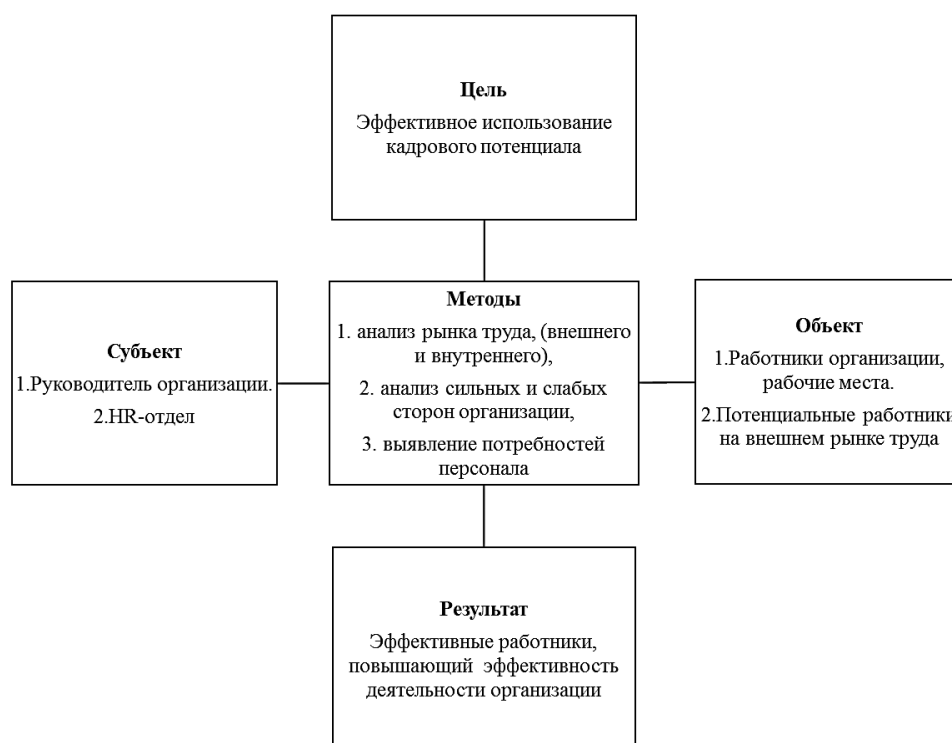 Цель
Эффективное использование
кадрового потенциала
Субъект
1.Руководитель организации.
2.HR-отдел
Методы
1. анализ рынка труда, (внешнего
и внутреннего),
2. анализ сильных и слабых
сторон организации,
3. выявление потребностей
персонала
Объект
1.Работники организации,
рабочие места.
2.Потенциальные работники
на внешнем рынке труда
Результат
Эффективные работники,
повышающий эффективность
деятельности организации